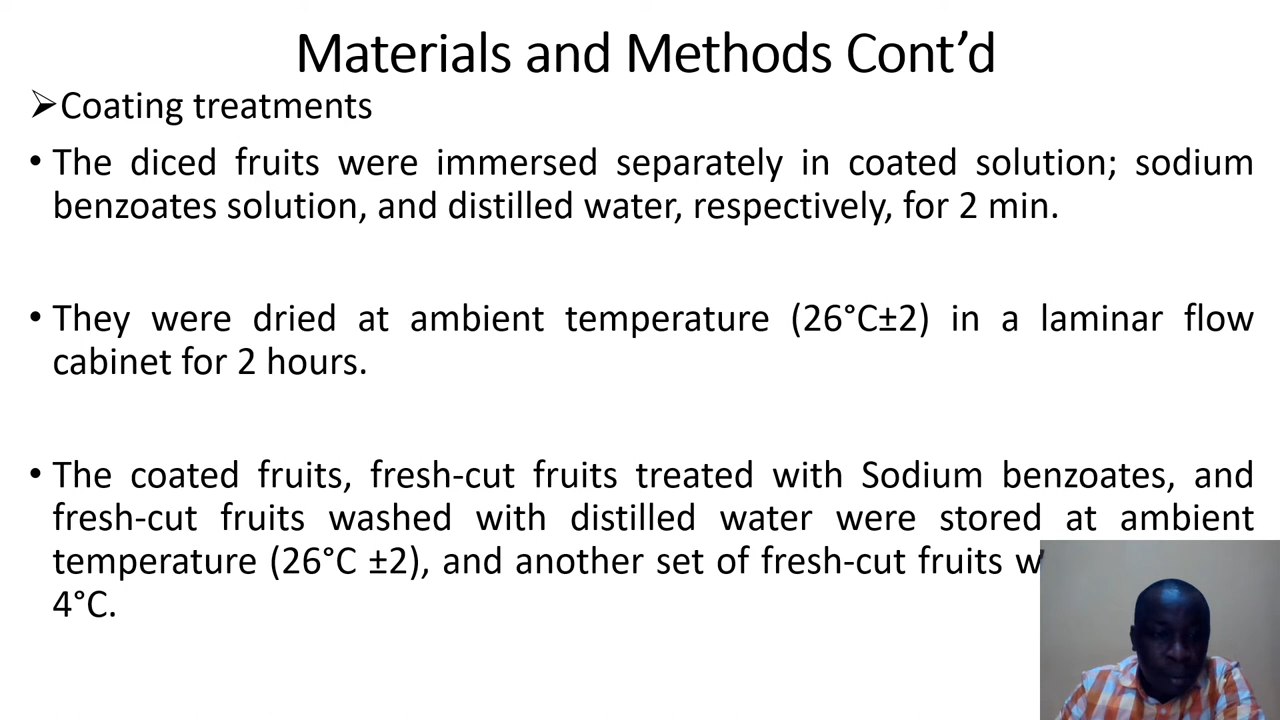 Materials and Methods Cont’d
➢Coating treatments
• The diced fruits were immersed separately in coated solution; sodium
benzoates solution, and distilled water, respectively, for 2 min.
• They were dried at ambient temperature (26°C±2) in a laminar flow
cabinet for 2 hours.
• The coated fruits, fresh-cut fruits treated with Sodium benzoates, and
fresh-cut fruits washed with distilled water were stored at ambient
temperature (26°C ±2), and another set of fresh-cut fruits
4°C.